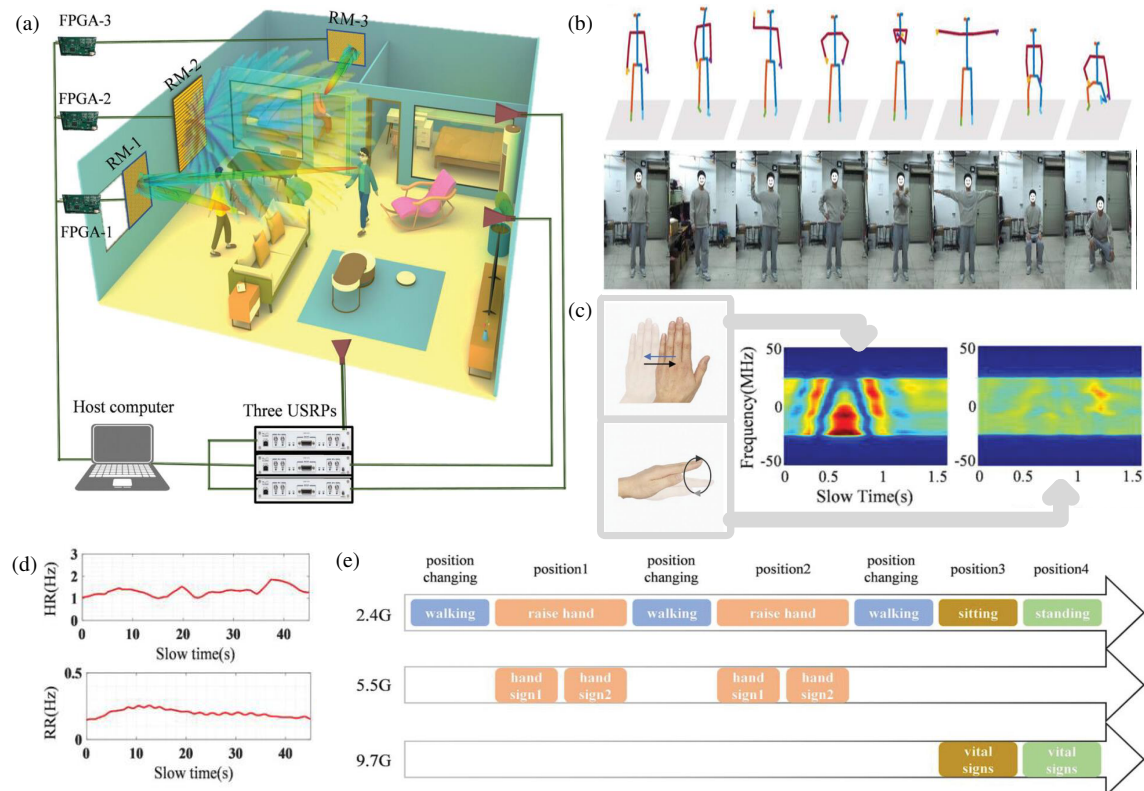 (a)
FPGA-3
RM-3
RM-2
FPGA-2
RM-1
FPGA-1
Host computer
Three USRPs
(b)
(c)
50
0
-50
Frequency(MHz)
0
0.5
1
1.5
Slow Time(s)
50
0
-50
0
0.5
1
1.5
(d)
3
2
1
0
HR(Hz)
0
10
20
30
40
Slow time(s)
0.5
0
RR(Hz)
0
10
20
30
40
Slow time(s)
(e)
position
changing
position1
position
changing
position2
position
changing
position3
position4
2.4G
walking
raise hand
walking
raise hand
walking
sitting
standing
5.5G
hand
sign1
hand
sign2
hand
sign1
hand
sign2
9.7G
vital
signs
vital
signs